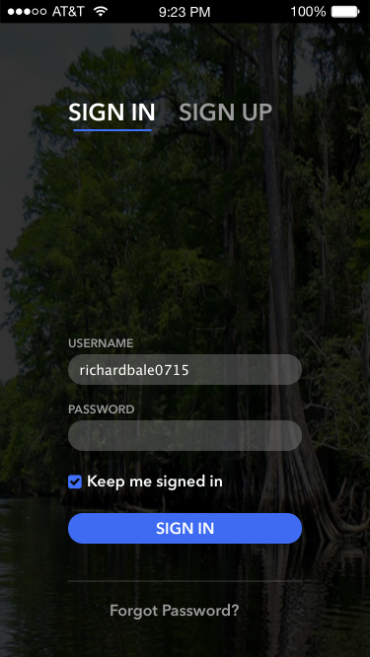 AT&T 9:23 PM 100%
SIGN IN SIGN UP
USERNAME
richardbale0715
PASSWORD
Keep me signed in
SIGN IN
Forgot Password?